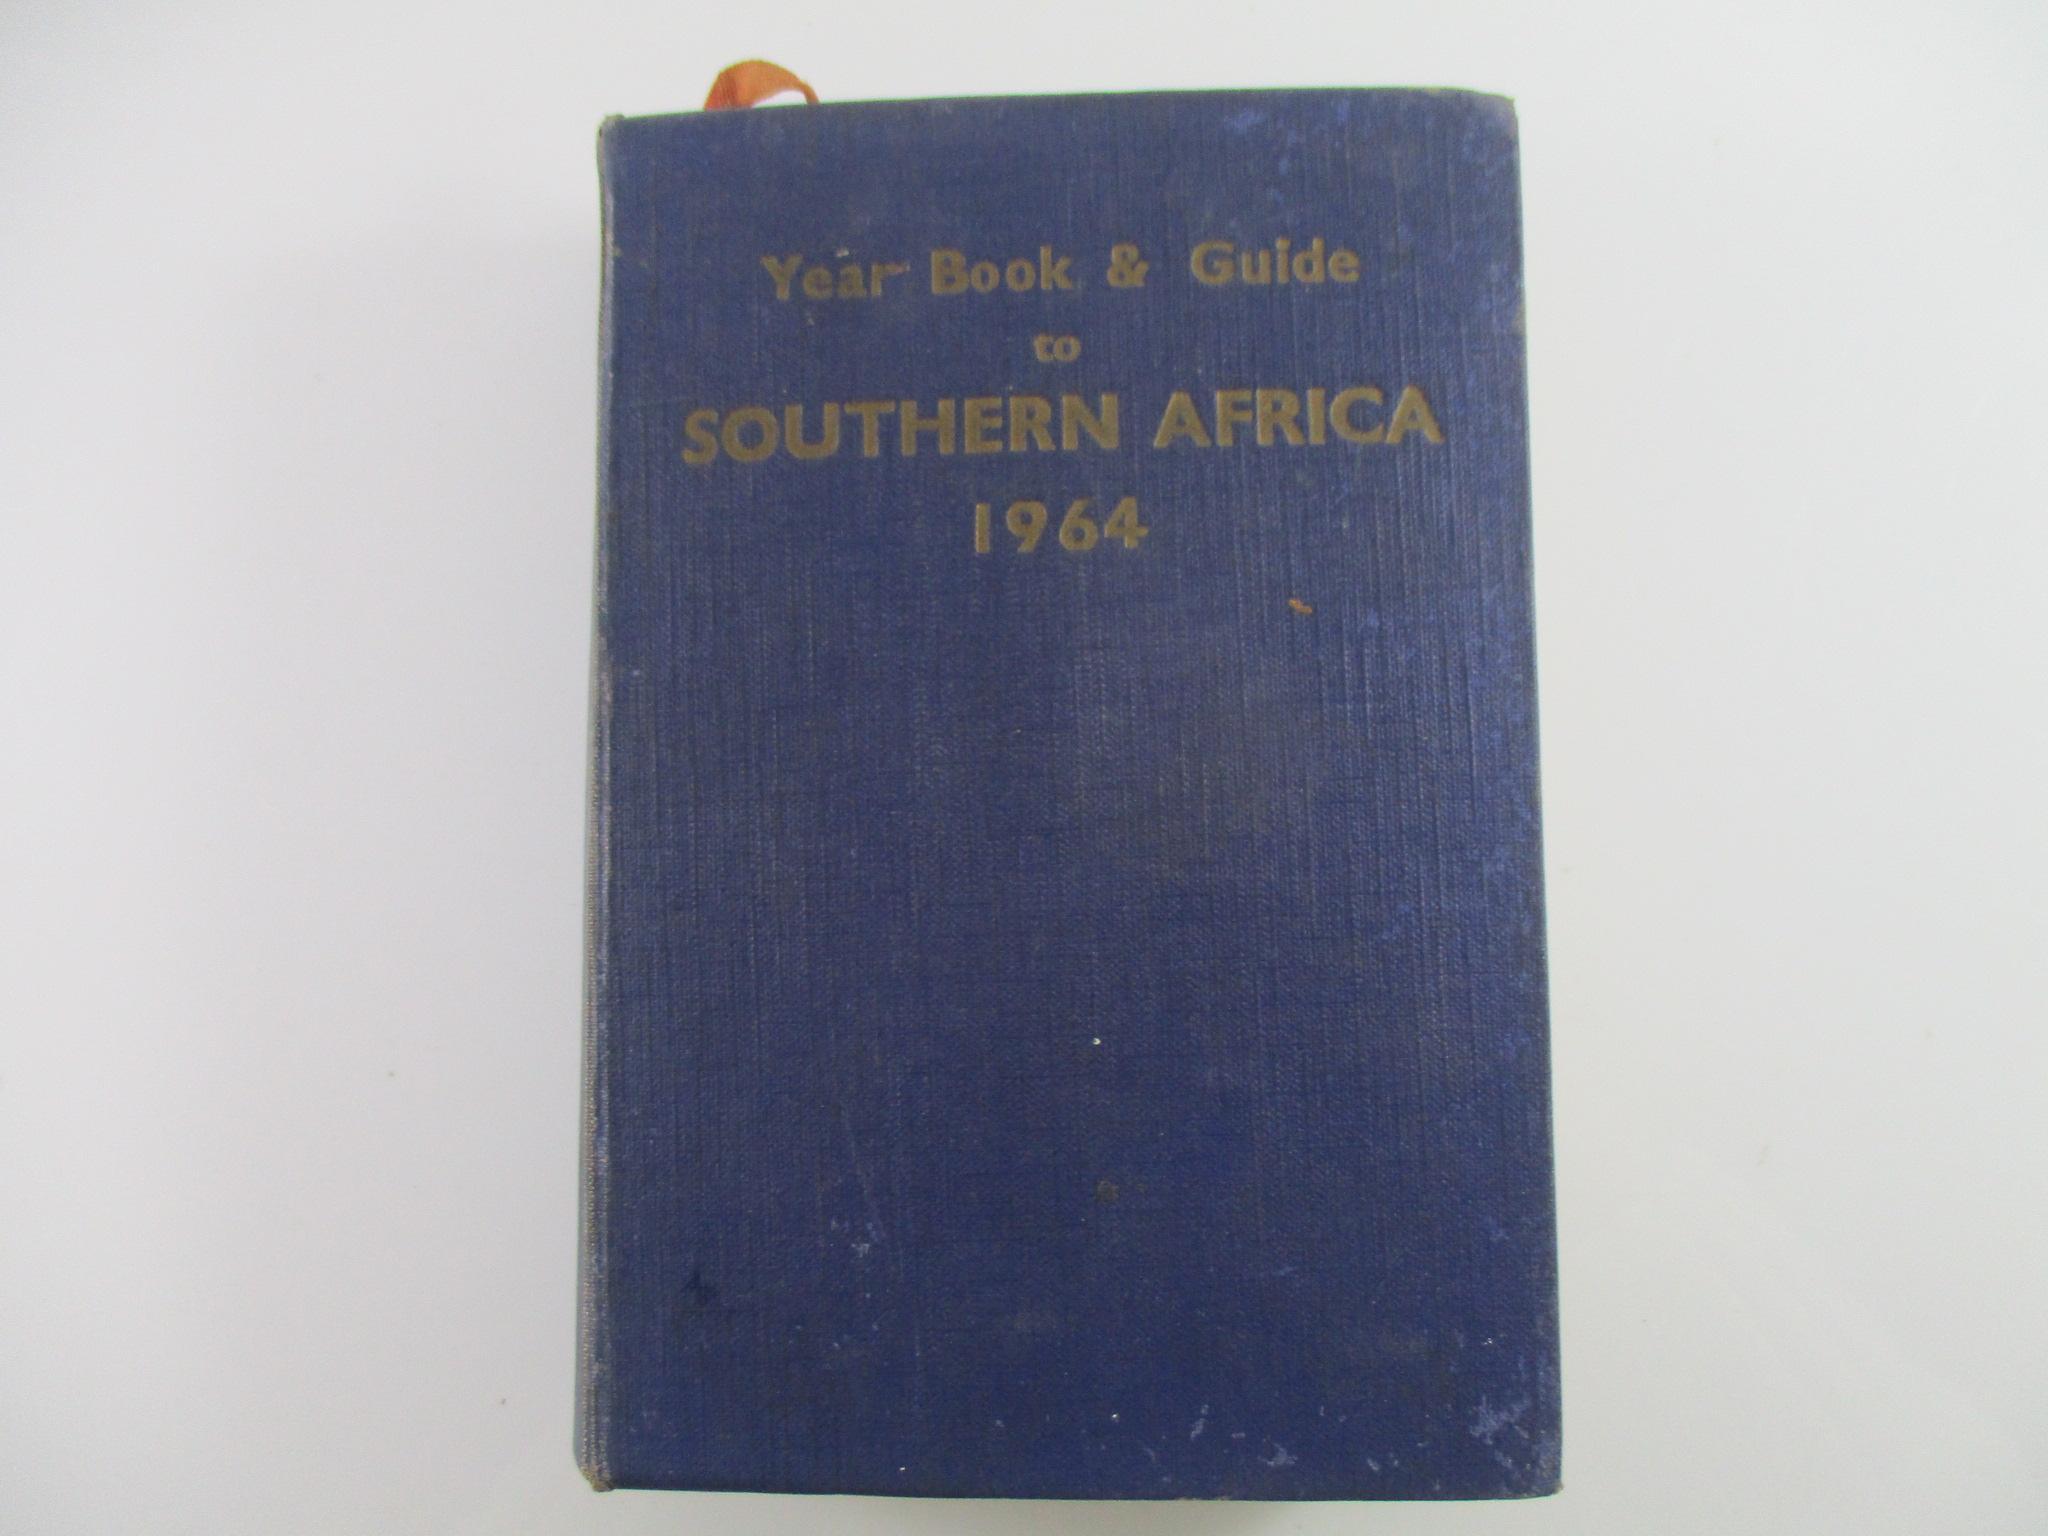 Year Book & Guide
to
SOUTHERN AFRICA
1964